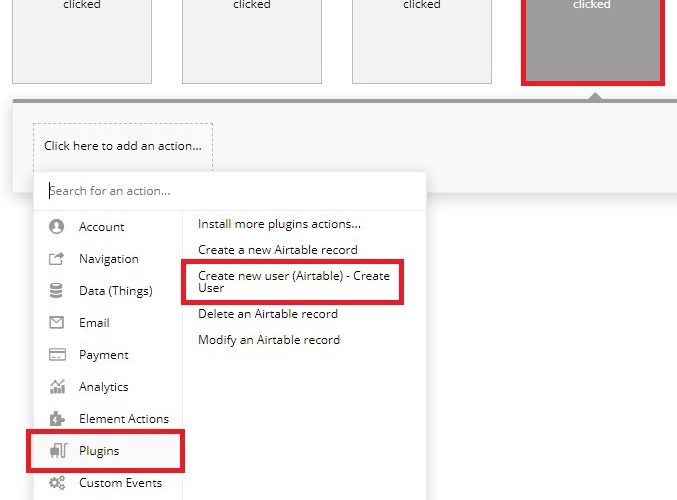 clicked
clicked
clicked
clicked
Click here to add an action...
Search for an action...
Account
Navigation
Data (Things)
Email
Payment
Analytics
Element Actions
Plugins
Custom Events
Install more plugins actions...
Create a new Airtable record
Create new user (Airtable) - Create
User
Delete an Airtable record
Modify an Airtable record